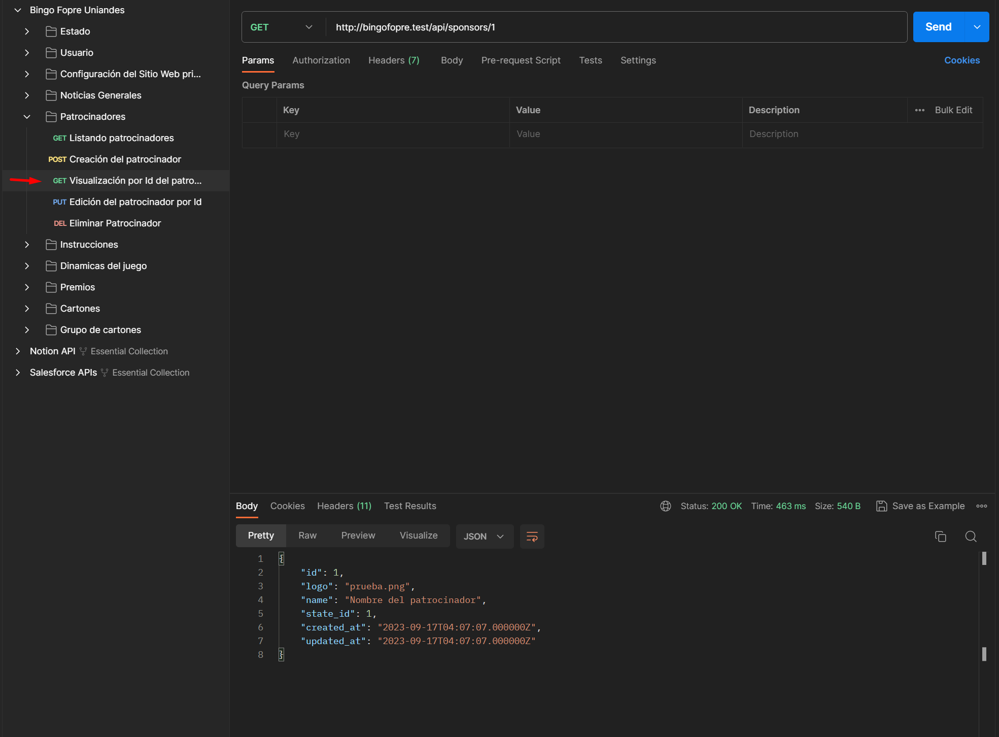 Bingo Fopre Uniandes
Estado
Usuario
Configuración del Sitio Web pri...
Noticias Generales
Patrocinadores
GET Listando patrocinadores
POST Creación del patrocinador
GET Visualización por Id del patro...
PUT Edición del patrocinador por Id
DEL Eliminar Patrocinador
Instrucciones
Dinamicas del juego
Premios
Cartones
Grupo de cartones
Notion API Essential Collection
Salesforce APIs Essential Collection
GET http://bingofopre.test/api/sponsors/1 Send
Params Authorization Headers (7) Body Pre-request Script Tests Settings Cookies
Query Params
Key Value Description Bulk Edit
Key Value Description
Body Cookies Headers (11) Test Results Status: 200 OK Time: 463 ms Size: 540 B Save as Example
Pretty Raw Preview Visualize JSON
1 {
2 "id": 1,
3 "logo": "prueba.png",
4 "name": "Nombre del patrocinador",
5 "state_id": 1,
6 "created_at": "2023-09-17T04:07:07.000000Z",
7 "updated_at": "2023-09-17T04:07:07.000000Z"
8 }